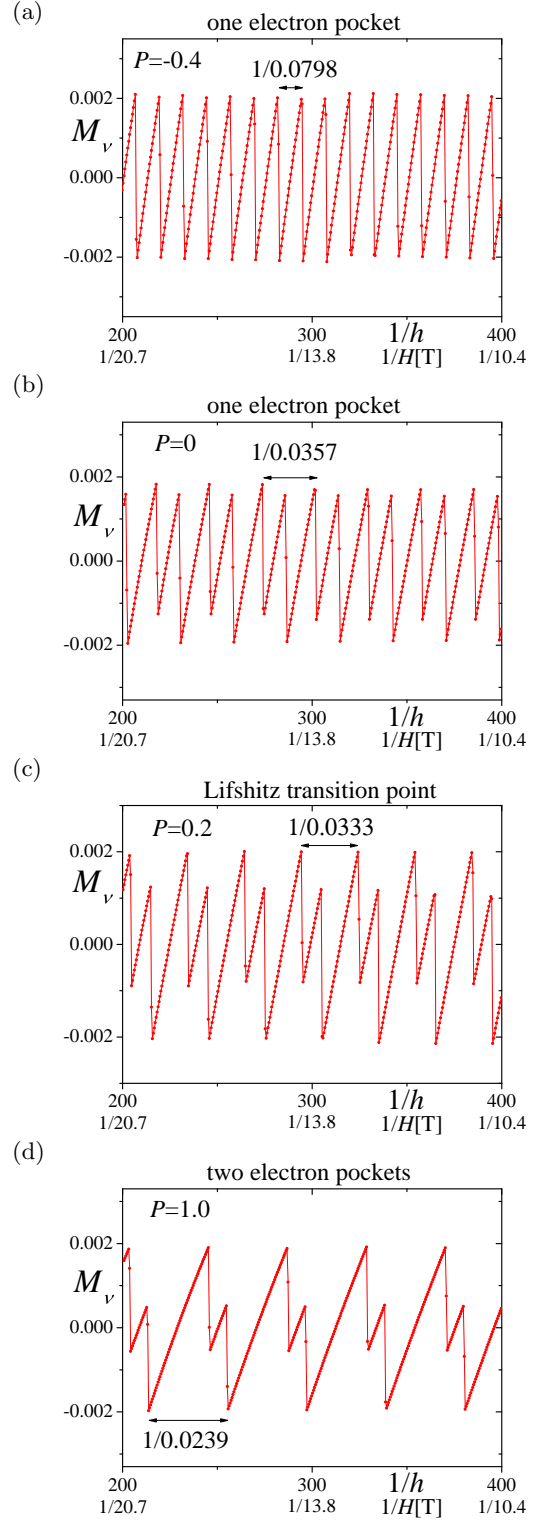 (a)
one electron pocket
P=-0.4
1/0.0798
0.002
Mν
0.000
-0.002
200 300 1/h 400
1/20.7 1/13.8 1/H[T] 1/10.4
(b)
one electron pocket
P=0
1/0.0357
0.002
Mν
0.000
-0.002
200 300 1/h 400
1/20.7 1/13.8 1/H[T] 1/10.4
(c)
Lifshitz transition point
P=0.2 1/0.0333
0.002
Mν
0.000
-0.002
200 300 1/h 400
1/20.7 1/13.8 1/H[T] 1/10.4
(d)
two electron pockets
P=1.0
0.002
Mν
0.000
-0.002
1/0.0239
200 300 1/h 400
1/20.7 1/13.8 1/H[T] 1/10.4